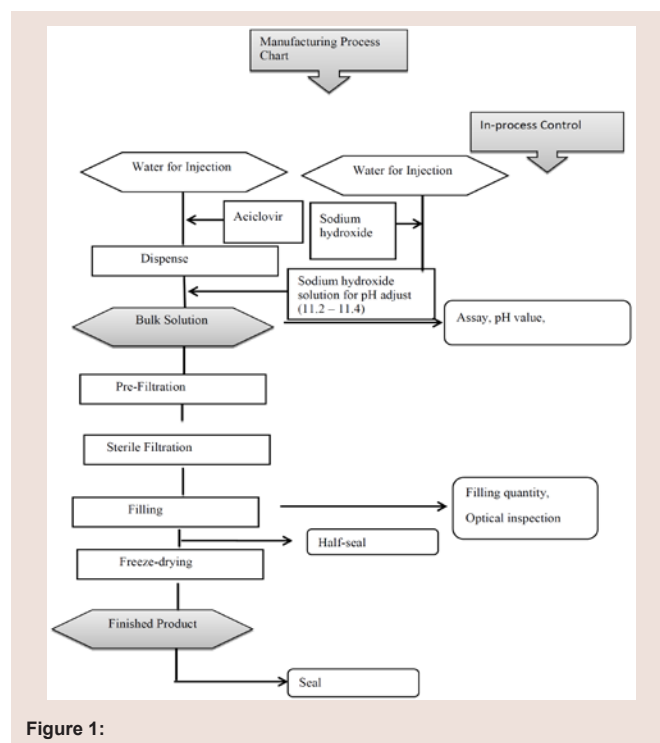 Manufacturing Process
Chart
In-process Control
Water for Injection
Water for Injection
Aciclovir
Sodium
hydroxide
Dispense
Sodium hydroxide
solution for pH adjust
(11.2 – 11.4)
Bulk Solution
Assay, pH value,
Pre-Filtration
Sterile Filtration
Filling
Filling quantity,
Optical inspection
Half-seal
Freeze-drying
Finished Product
Seal
Figure 1: